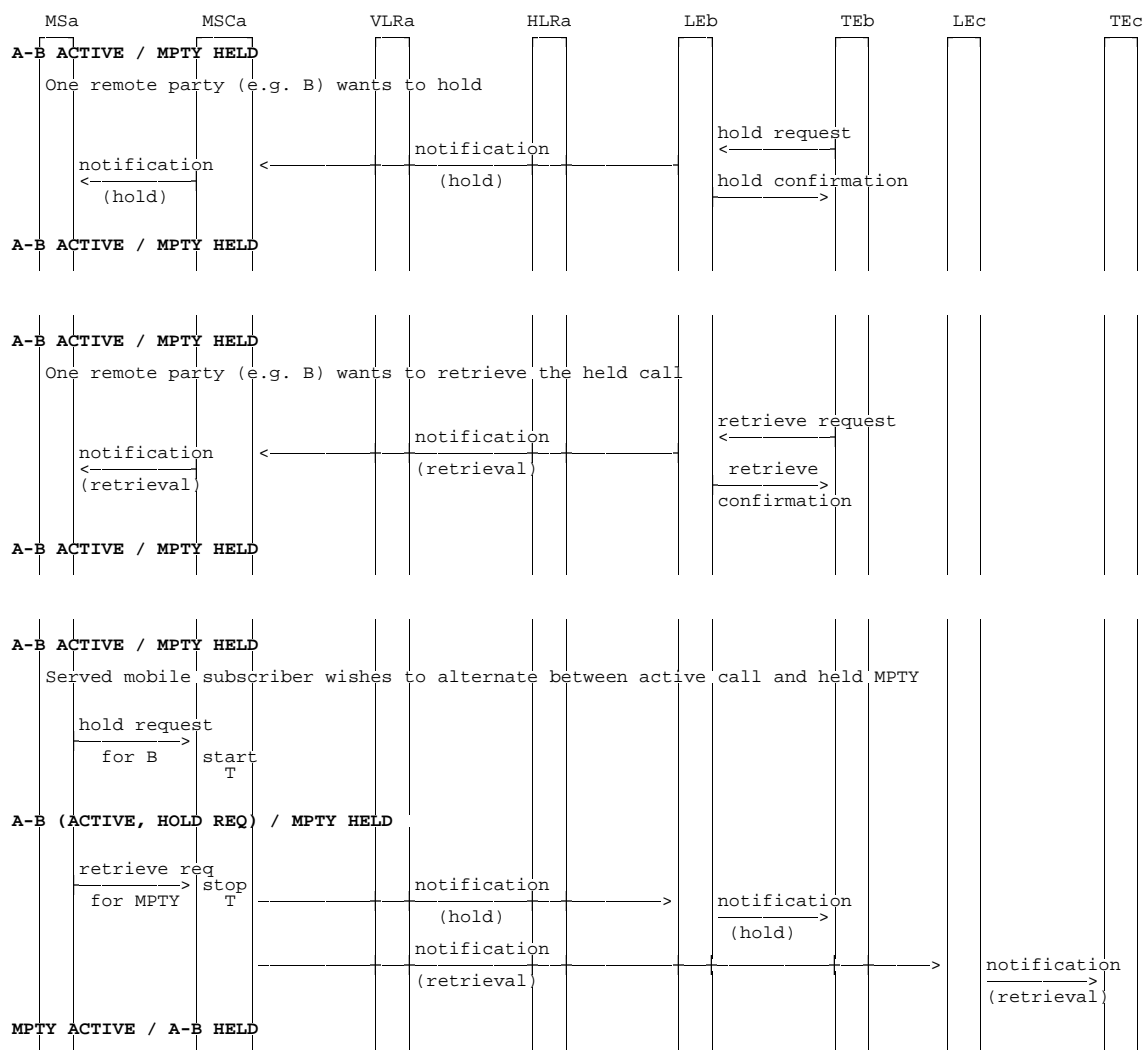 MSa MSCa VLRa HLRa LEb TEb LEc TEc
A-B ACTIVE / MPTY HELD
One remote party (e.g. B) wants to hold
hold request
notification
notification
(hold)
hold confirmation
(hold)
A-B ACTIVE / MPTY HELD
A-B ACTIVE / MPTY HELD
One remote party (e.g. B) wants to retrieve the held call
retrieve request
notification
notification
(retrieval)
retrieve
(retrieval)
confirmation
A-B ACTIVE / MPTY HELD
A-B ACTIVE / MPTY HELD
Served mobile subscriber wishes to alternate between active call and held MPTY
hold request
for B start
T
A-B (ACTIVE, HOLD REQ) / MPTY HELD
retrieve req
stop notification
for MPTY T notification
(hold)
(hold)
notification
notification
(retrieval)
(retrieval)
MPTY ACTIVE / A-B HELD